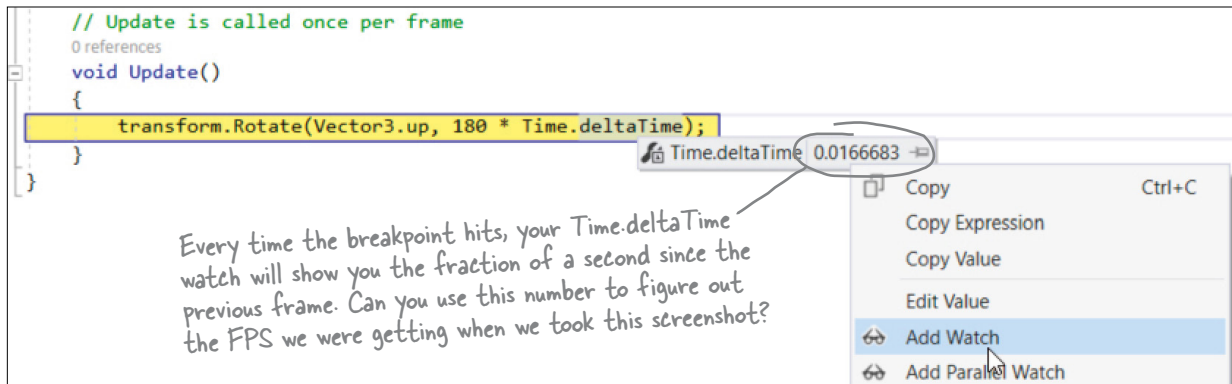 // Update is called once per frame
0 references
void Update()
{
transform.Rotate(Vector3.up, 180 * Time.deltaTime);
}
}
Time.deltaTime 0.0166683
Copy Ctrl+C
Copy Expression
Copy Value
Edit Value
Add Watch
Add Parallel Watch
Every time the breakpoint hits, your Time.deltaTime
watch will show you the fraction of a second since the
previous frame. Can you use this number to figure out
the FPS we were getting when we took this screenshot?